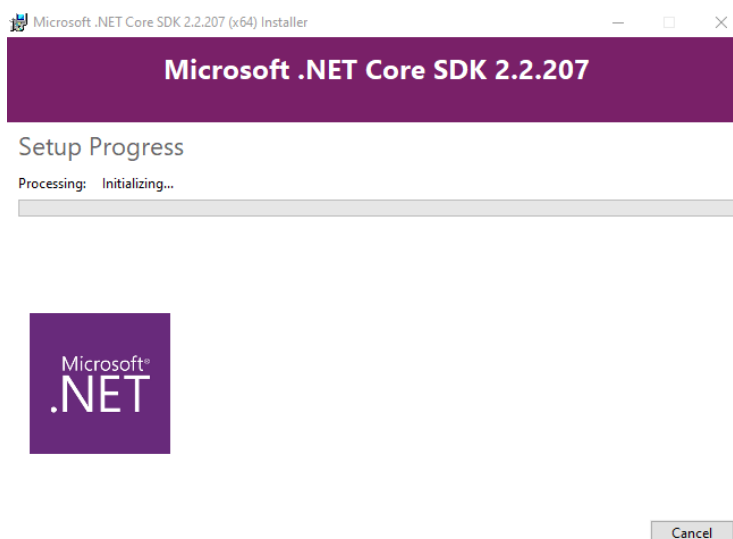 Microsoft .NET Core SDK 2.2.207 (x64) Installer
Microsoft .NET Core SDK 2.2.207
Setup Progress
Processing: Initializing...
Microsoft®
.NET
Cancel